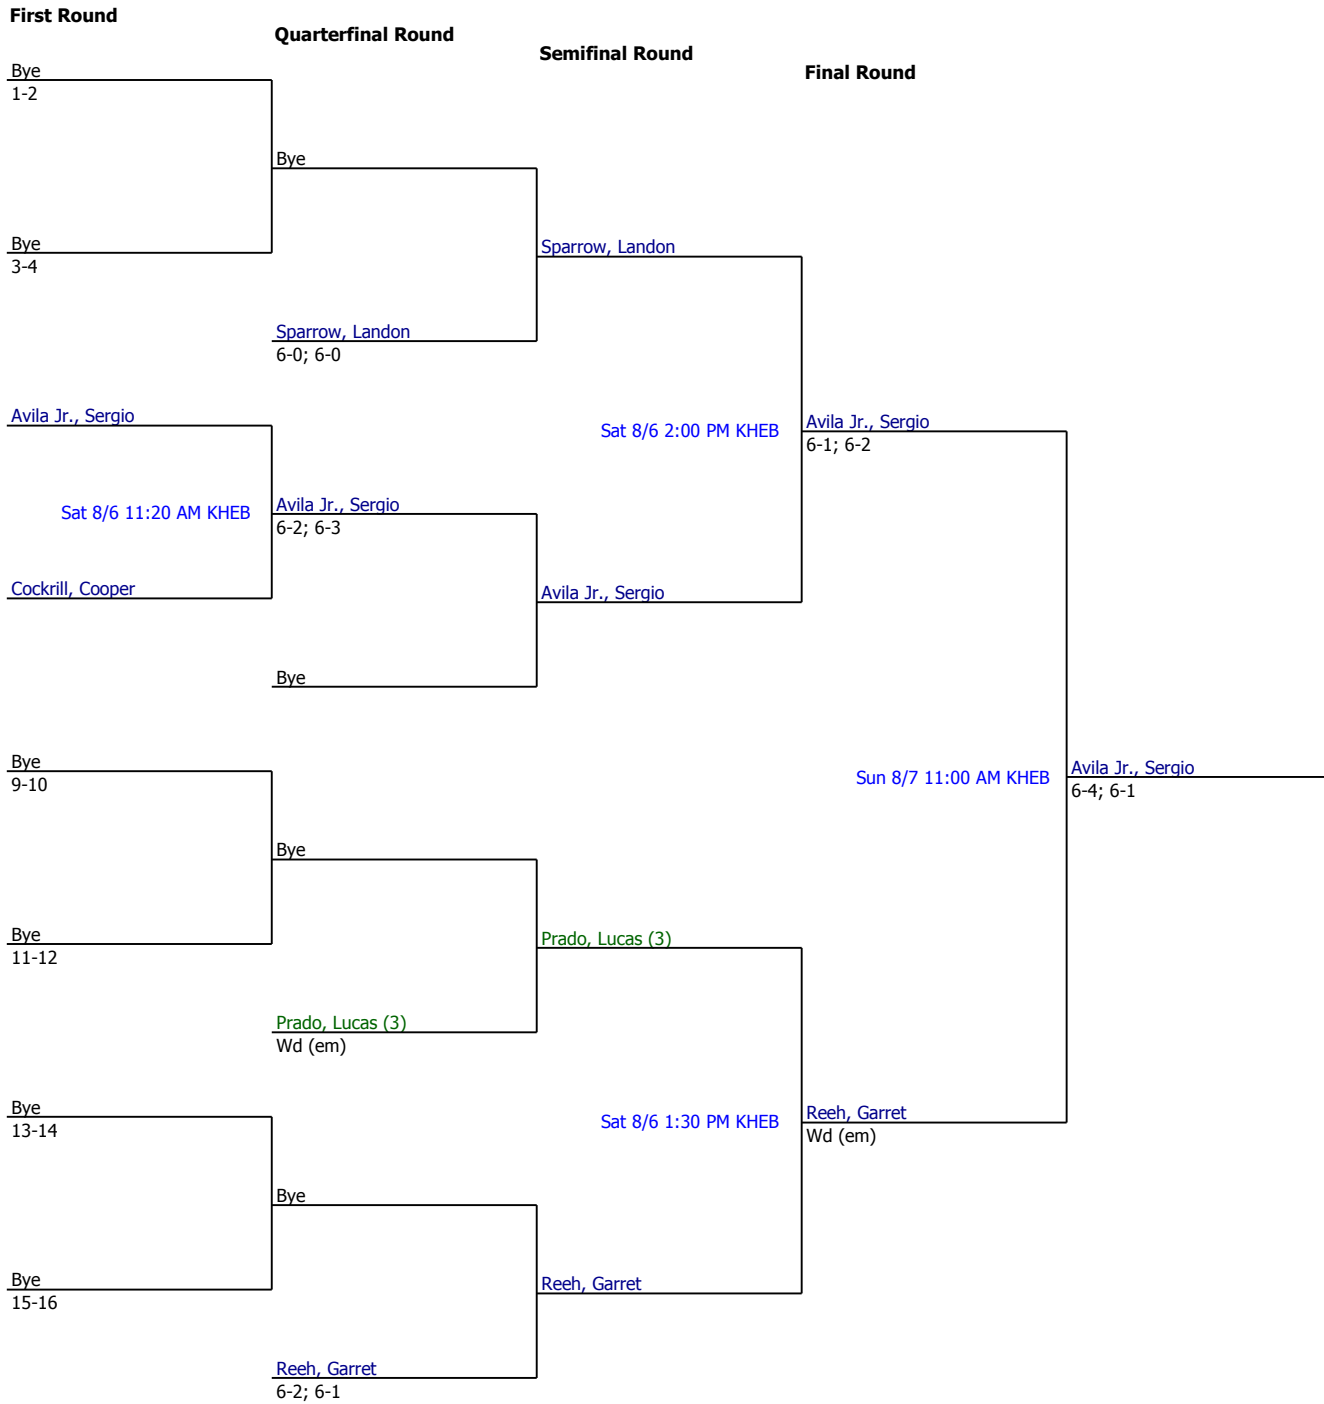 First Round
Quarterfinal Round
Semifinal Round
Final Round
Bye
1-2
Bye
Bye
3-4
Sparrow, Landon
Sparrow, Landon
6-0; 6-0
Avila Jr., Sergio
Sat 8/6 2:00 PM KHEB
Avila Jr., Sergio
6-1; 6-2
Sat 8/6 11:20 AM KHEB
Avila Jr., Sergio
6-2; 6-3
Cockrill, Cooper
Avila Jr., Sergio
Bye
Bye
9-10
Sun 8/7 11:00 AM KHEB
Avila Jr., Sergio
6-4; 6-1
Bye
Bye
11-12
Prado, Lucas (3)
Prado, Lucas (3)
Wd (em)
Bye
13-14
Sat 8/6 1:30 PM KHEB
Reeh, Garret
Wd (em)
Bye
Bye
15-16
Reeh, Garret
Reeh, Garret
6-2; 6-1